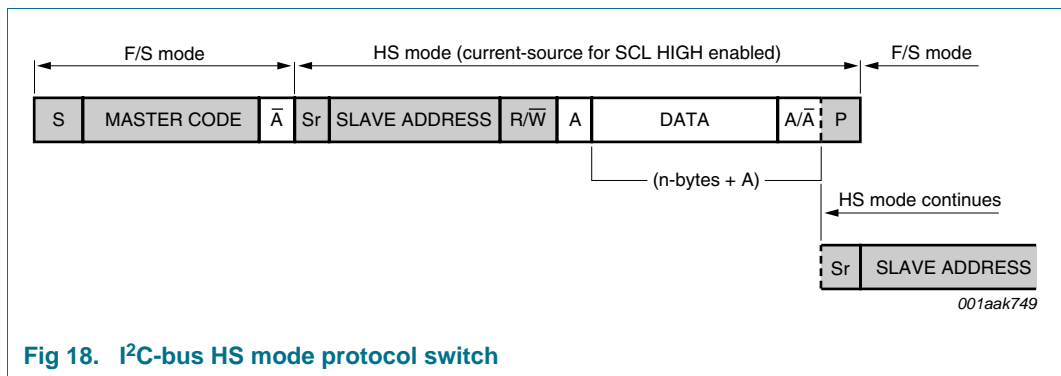 F/S mode HS mode (current-source for SCL HIGH enabled) F/S mode
S MASTER CODE A̅ Sr SLAVE ADDRESS R/W̅ A DATA A/A̅ P
(n-bytes + A)
HS mode continues
Sr SLAVE ADDRESS
001aak749
Fig 18. I²C-bus HS mode protocol switch